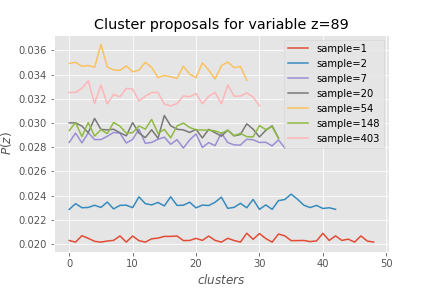 Cluster proposals for variable z=89
P(z)
0.036
0.034
0.032
0.030
0.028
0.026
0.024
0.022
0.020
sample=1
sample=2
sample=7
sample=20
sample=54
sample=148
sample=403
0 10 20 30 40 50
clusters